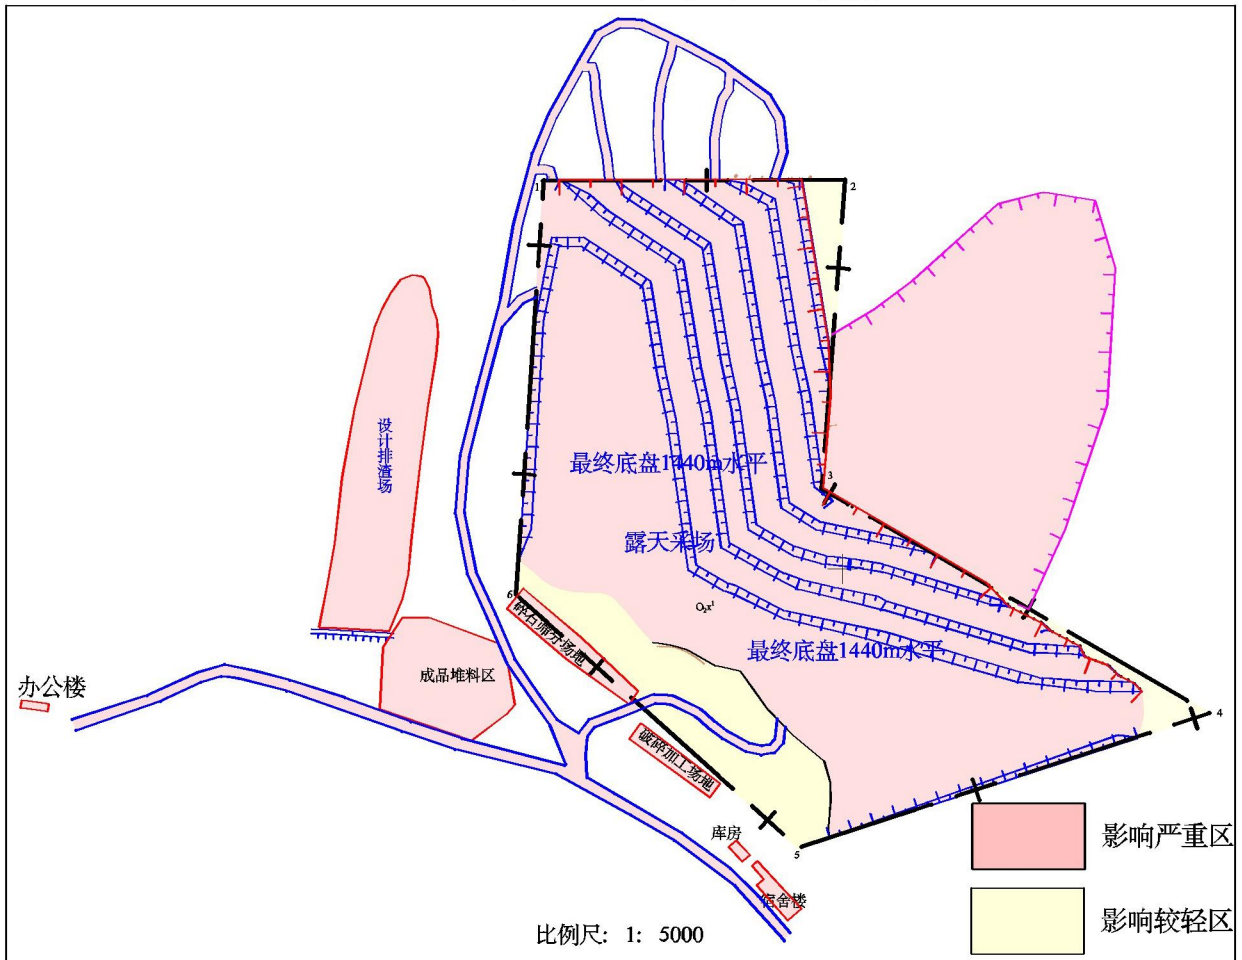 1
2
设计排渣场
最终底盘1440m水平
3
露天采场
O₂x¹
6
碎石筛分场地
最终底盘1440m水平
成品堆料区
办公楼
4
破碎加工场地
库房
5
影响严重区
宿舍楼
影响较轻区
比例尺: 1: 5000